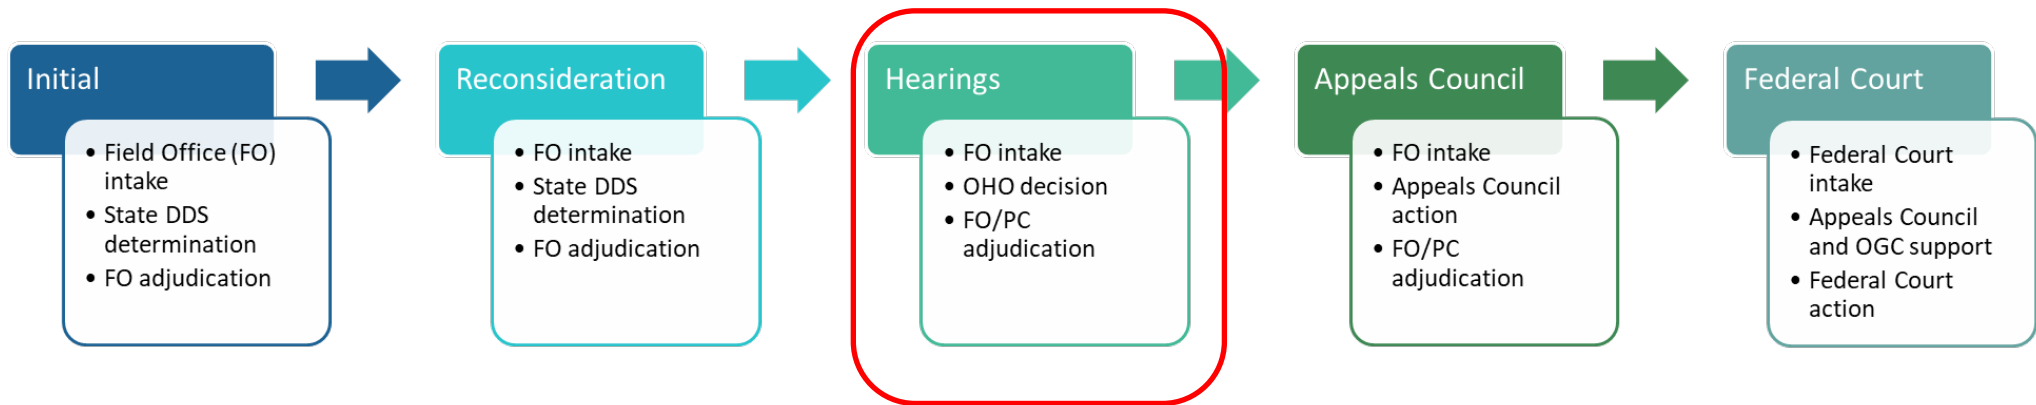 Initial
• Field Office (FO)
intake
• State DDS
determination
• FO adjudication
Reconsideration
• FO intake
• State DDS
determination
• FO adjudication
Hearings
• FO intake
• OHO decision
• FO/PC
adjudication
Appeals Council
• FO intake
• Appeals Council
action
• FO/PC
adjudication
Federal Court
• Federal Court
intake
• Appeals Council
and OGC support
• Federal Court
action